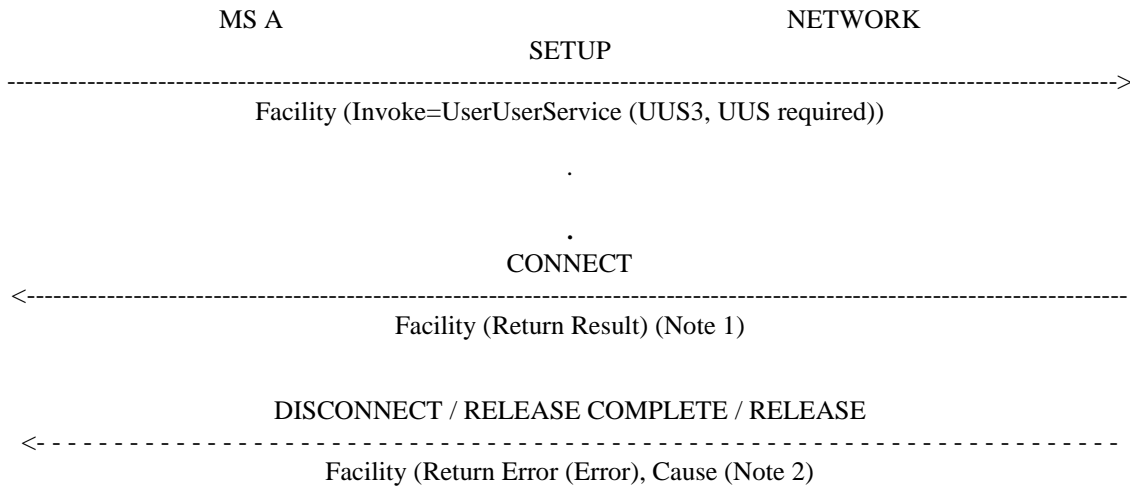 MS A NETWORK
SETUP
------------------------------------------------------------------------------------------------------------------------------>
Facility (Invoke=UserUserService (UUS3, UUS required))
.
.
CONNECT
<------------------------------------------------------------------------------------------------------------------------------
Facility (Return Result) (Note 1)
DISCONNECT / RELEASE COMPLETE / RELEASE
<- - - - - - - - - - - - - - - - - - - - - - - - - - - - - - - - - - - - - - - - - - - - - - - - - - - - - - - - - - - - - - - - - - - - - -
Facility (Return Error (Error), Cause (Note 2)